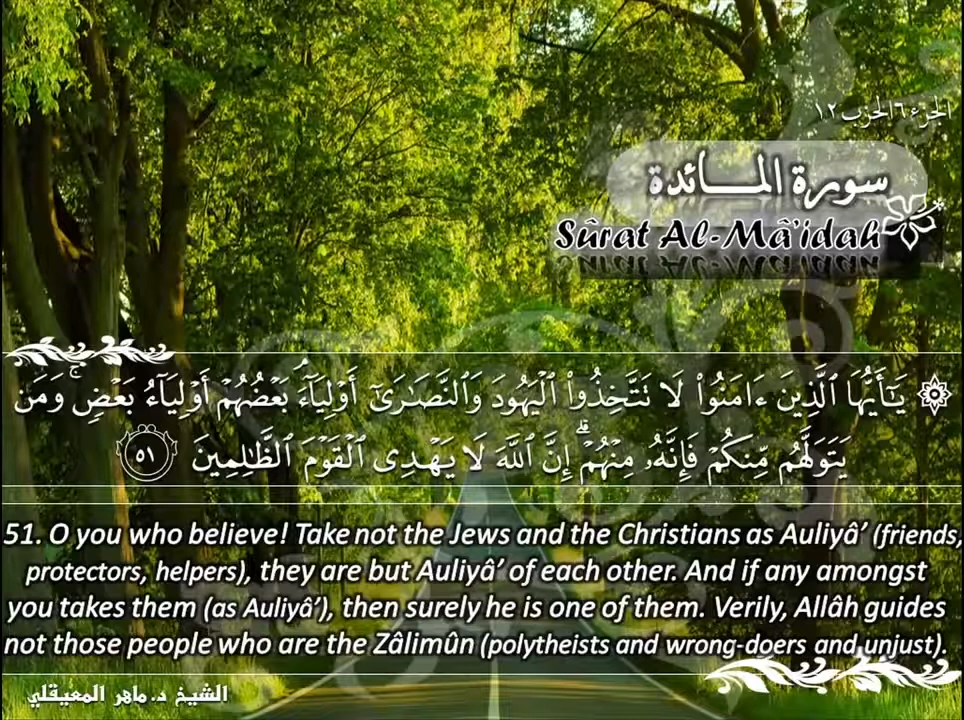 الجزء ٦ الحزب ١٢
سورة المائدة
Sûrat Al-Mâ'idah
يَـٰٓأَيُّهَا ٱلَّذِينَ ءَامَنُوا۟ لَا تَتَّخِذُوا۟ ٱلْيَهُودَ وَٱلنَّصَـٰرَىٰٓ أَوْلِيَآءَ ۘ بَعْضُهُمْ أَوْلِيَآءُ بَعْضٍ ۚ وَمَن
يَتَوَلَّهُم مِّنكُمْ فَإِنَّهُۥ مِنْهُمْ ۗ إِنَّ ٱللَّهَ لَا يَهْدِى ٱلْقَوْمَ ٱلظَّـٰلِمِينَ ٥١
51. O you who believe! Take not the Jews and the Christians as Auliyâ' (friends,
protectors, helpers), they are but Auliyâ' of each other. And if any amongst
you takes them (as Auliyâ'), then surely he is one of them. Verily, Allâh guides
not those people who are the Zâlimûn (polytheists and wrong-doers and unjust).
الشيخ د. ماهر المعيقلي